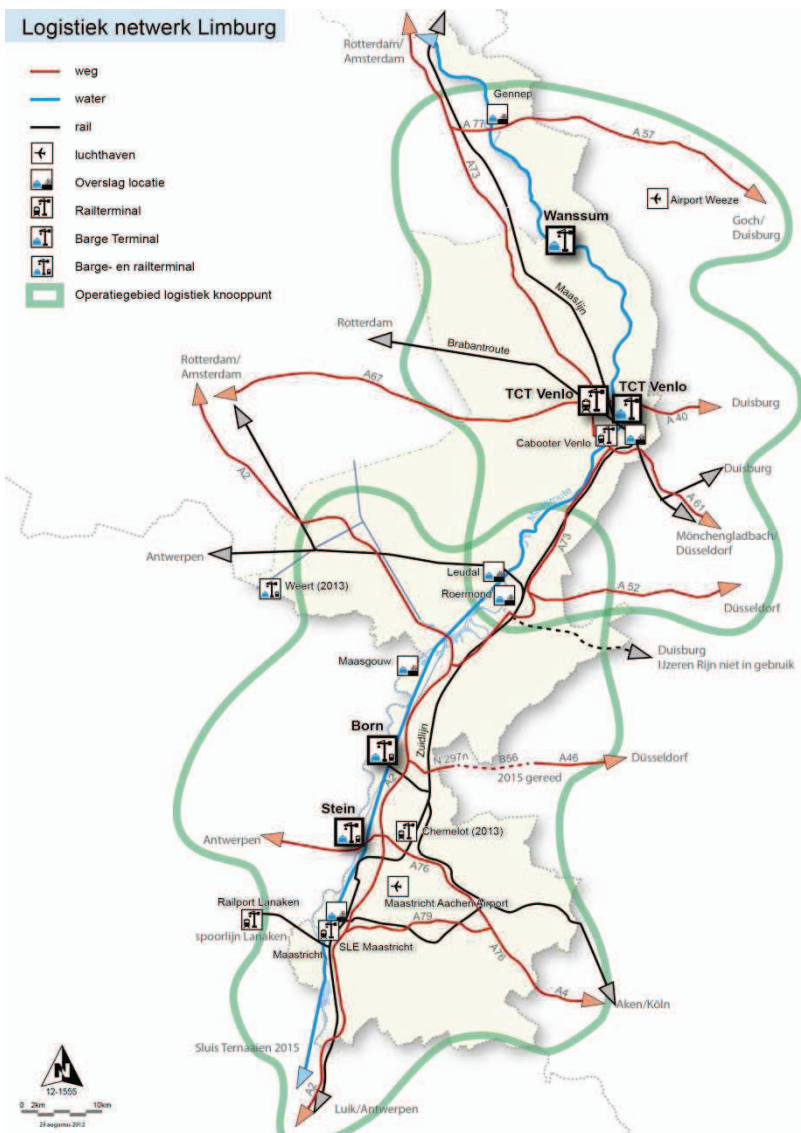 Logistiek netwerk Limburg
weg
water
rail
luchthaven
Overslag locatie
Railterminal
Barge Terminal
Barge- en railterminal
Operatiegebied logistiek knooppunt
Rotterdam/
Amsterdam
Gennep
A 77
A 57
A73
Airport Weeze
Goch/
Duisburg
Wanssum
Maaslijn
Rotterdam
Brabantroute
Rotterdam/
Amsterdam
A67
TCT Venlo
TCT Venlo
Duisburg
A 40
Cabooter Venlo
A2
Duisburg
A 61
Mönchengladbach/
Düsseldorf
A73
Antwerpen
Leudal
Weert (2013)
Roermond
A 52
Düsseldorf
Maasgouw
Duisburg
IJzeren Rijn niet in gebruik
Born
Zuidlijn
A2
N 297n
B56
A46
Düsseldorf
2015 gereed
Stein
Antwerpen
Chemelot (2013)
A76
Maastricht Aachen Airport
Railport Lanaken
A79
spoorlijn Lanaken
SLE Maastricht
Maastricht
A76
A4
Aken/Köln
Sluis Ternaaien 2015
A2
Luik/Antwerpen
N
12-1555
0 2km 10km
23 augustus 2012